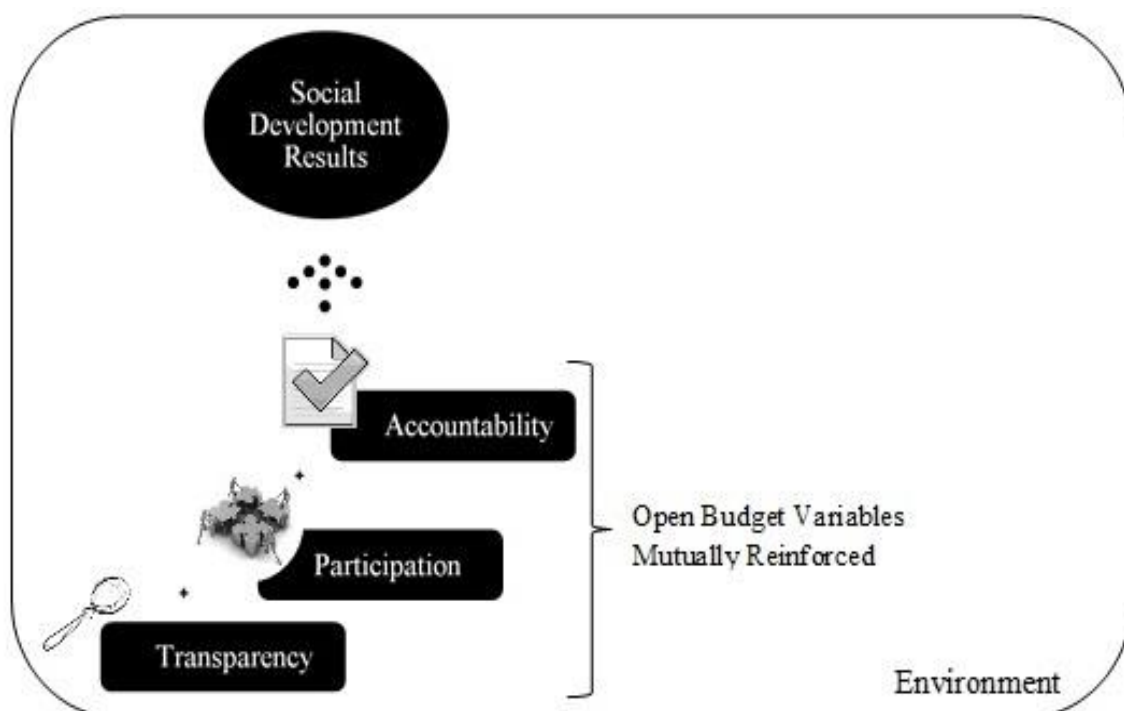 Social
Development
Results
Accountability
Participation
Transparency
Open Budget Variables
Mutually Reinforced
Environment